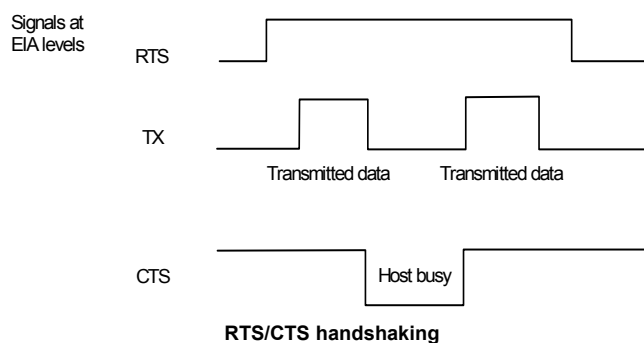 Signals at
EIA levels
RTS
TX
Transmitted data
Transmitted data
CTS
Host busy
RTS/CTS handshaking